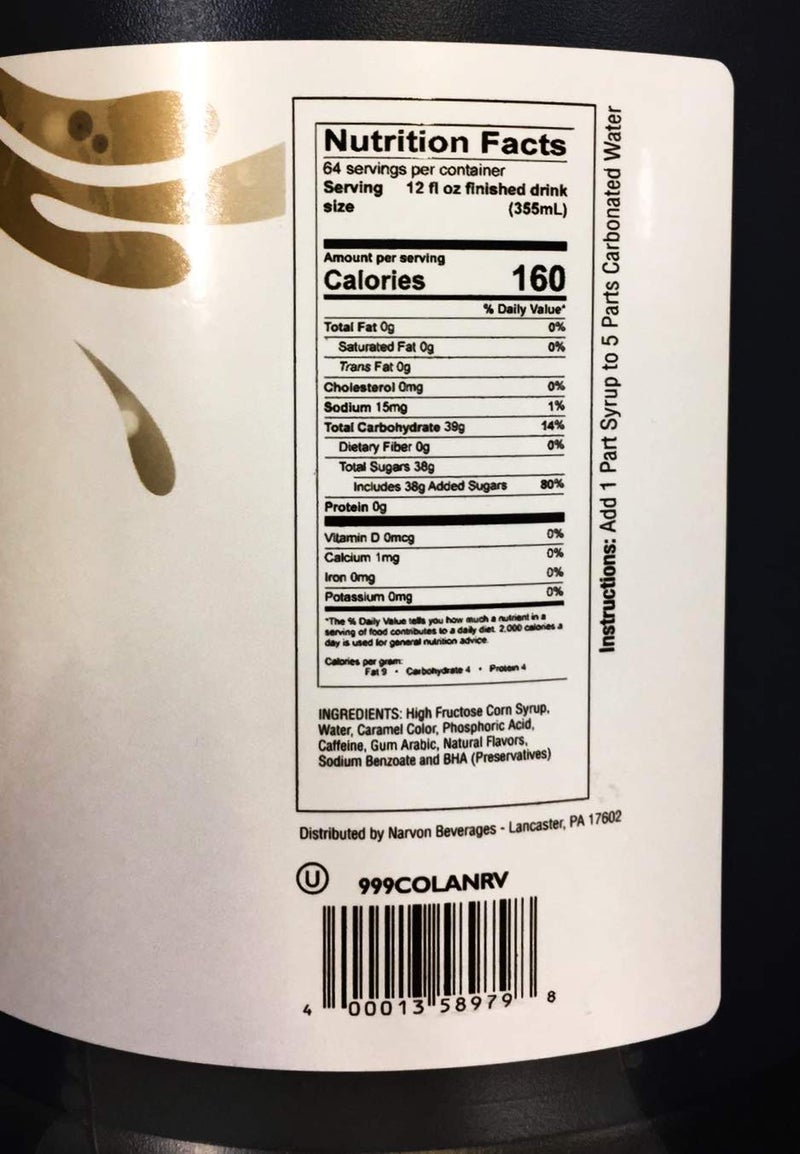 Nutrition Facts
64 servings per container
Serving size 12 fl oz finished drink
(355mL)
Amount per serving
Calories 160
% Daily Value*
Total Fat 0g 0%
Saturated Fat 0g 0%
Trans Fat 0g
Cholesterol 0mg 0%
Sodium 15mg 1%
Total Carbohydrate 39g 14%
Dietary Fiber 0g 0%
Total Sugars 38g
Includes 38g Added Sugars 80%
Protein 0g
Vitamin D 0mcg 0%
Calcium 1mg 0%
Iron 0mg 0%
Potassium 0mg 0%
*The % Daily Value tells you how much a nutrient in a
serving of food contributes to a daily diet. 2,000 calories a
day is used for general nutrition advice.
Calories per gram:
Fat 9 • Carbohydrate 4 • Protein 4
INGREDIENTS: High Fructose Corn Syrup,
Water, Caramel Color, Phosphoric Acid,
Caffeine, Gum Arabic, Natural Flavors,
Sodium Benzoate and BHA (Preservatives)
Instructions: Add 1 Part Syrup to 5 Parts Carbonated Water
Distributed by Narvon Beverages - Lancaster, PA 17602
U 999COLANRV
4 00013 58979 8